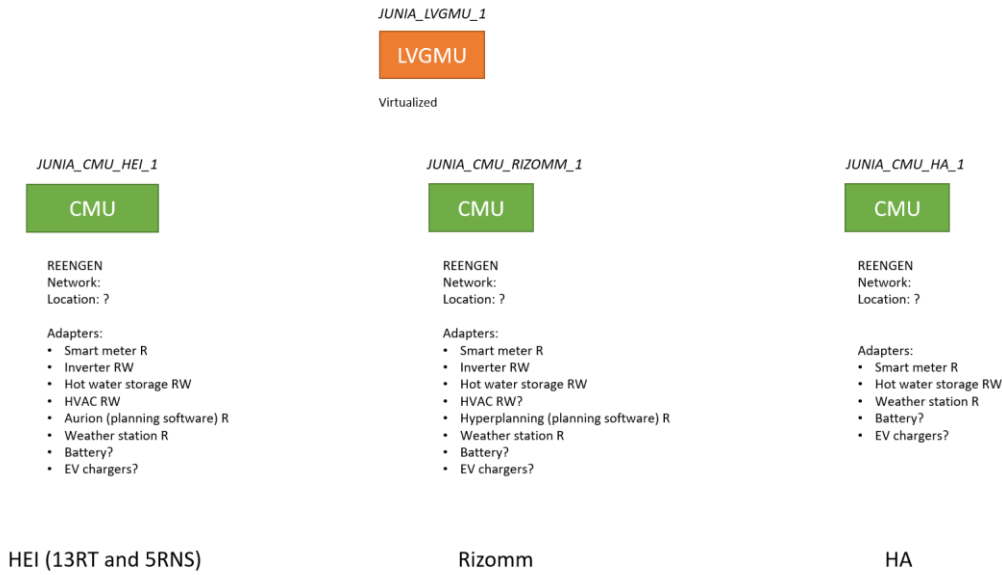 JUNIA_LVGMU_1
LVGMU
Virtualized
JUNIA_CMU_HEI_1
CMU
REENGEN
Network:
Location: ?
Adapters:
• Smart meter R
• Inverter RW
• Hot water storage RW
• HVAC RW
• Aurion (planning software) R
• Weather station R
• Battery?
• EV chargers?
HEI (13RT and 5RNS)
JUNIA_CMU_RIZOMM_1
CMU
REENGEN
Network:
Location: ?
Adapters:
• Smart meter R
• Inverter RW
• Hot water storage RW
• HVAC RW?
• Hyperplanning (planning software) R
• Weather station R
• Battery?
• EV chargers?
Rizomm
JUNIA_CMU_HA_1
CMU
REENGEN
Network:
Location: ?
Adapters:
• Smart meter R
• Hot water storage RW
• Weather station R
• Battery?
• EV chargers?
HA